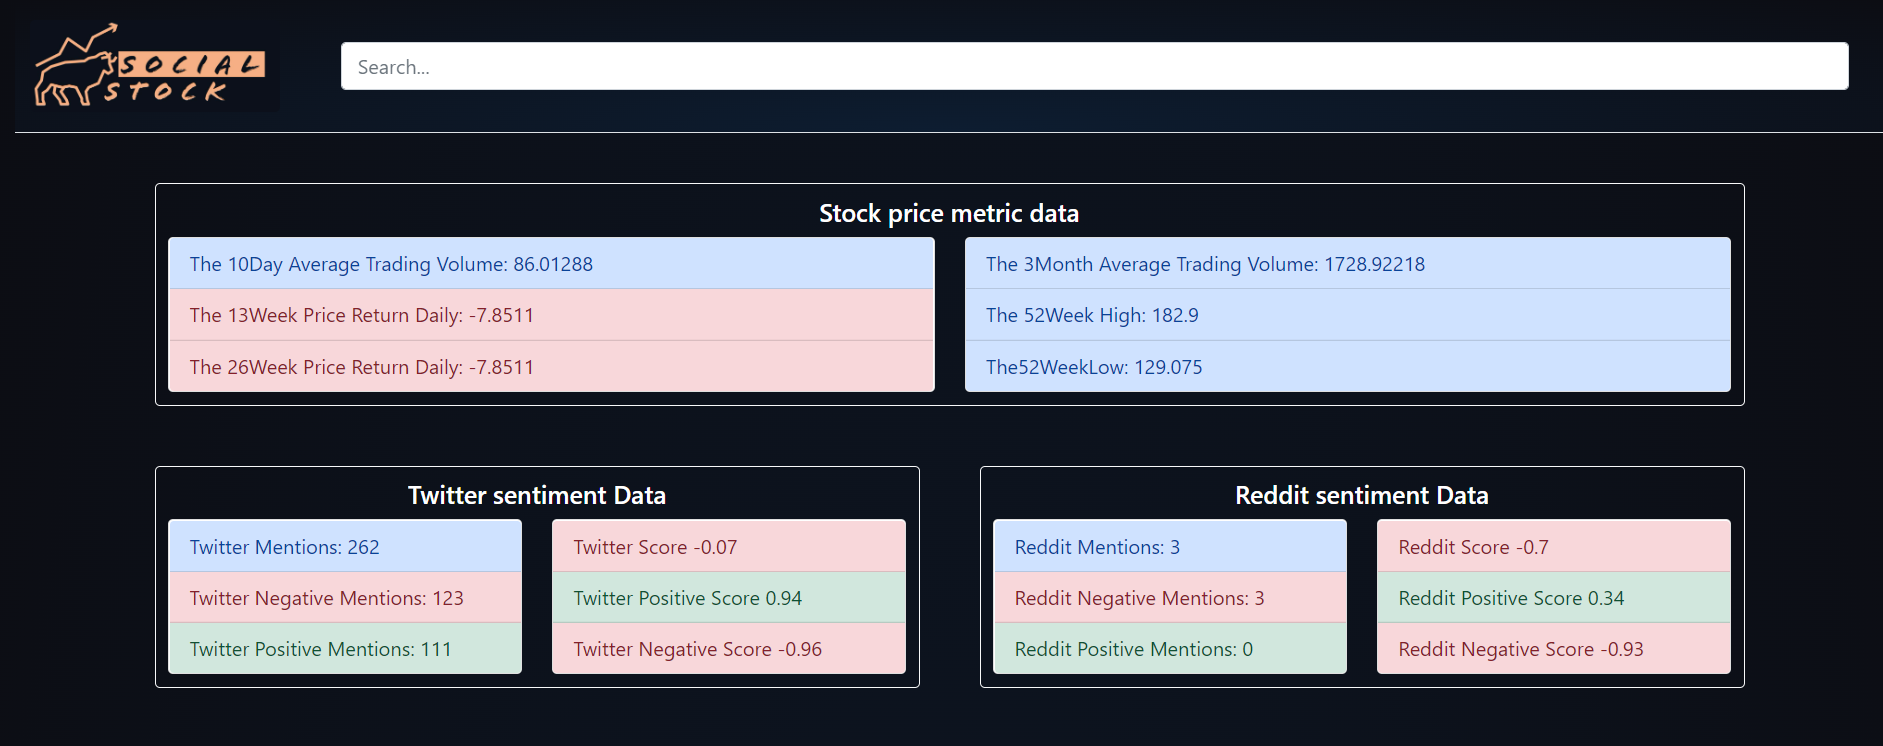 SOCIAL
STOCK
Search...
Stock price metric data
The 10Day Average Trading Volume: 86.01288
The 13Week Price Return Daily: -7.8511
The 26Week Price Return Daily: -7.8511
The 3Month Average Trading Volume: 1728.92218
The 52Week High: 182.9
The52WeekLow: 129.075
Twitter sentiment Data
Twitter Mentions: 262
Twitter Negative Mentions: 123
Twitter Positive Mentions: 111
Twitter Score -0.07
Twitter Positive Score 0.94
Twitter Negative Score -0.96
Reddit sentiment Data
Reddit Mentions: 3
Reddit Negative Mentions: 3
Reddit Positive Mentions: 0
Reddit Score -0.7
Reddit Positive Score 0.34
Reddit Negative Score -0.93